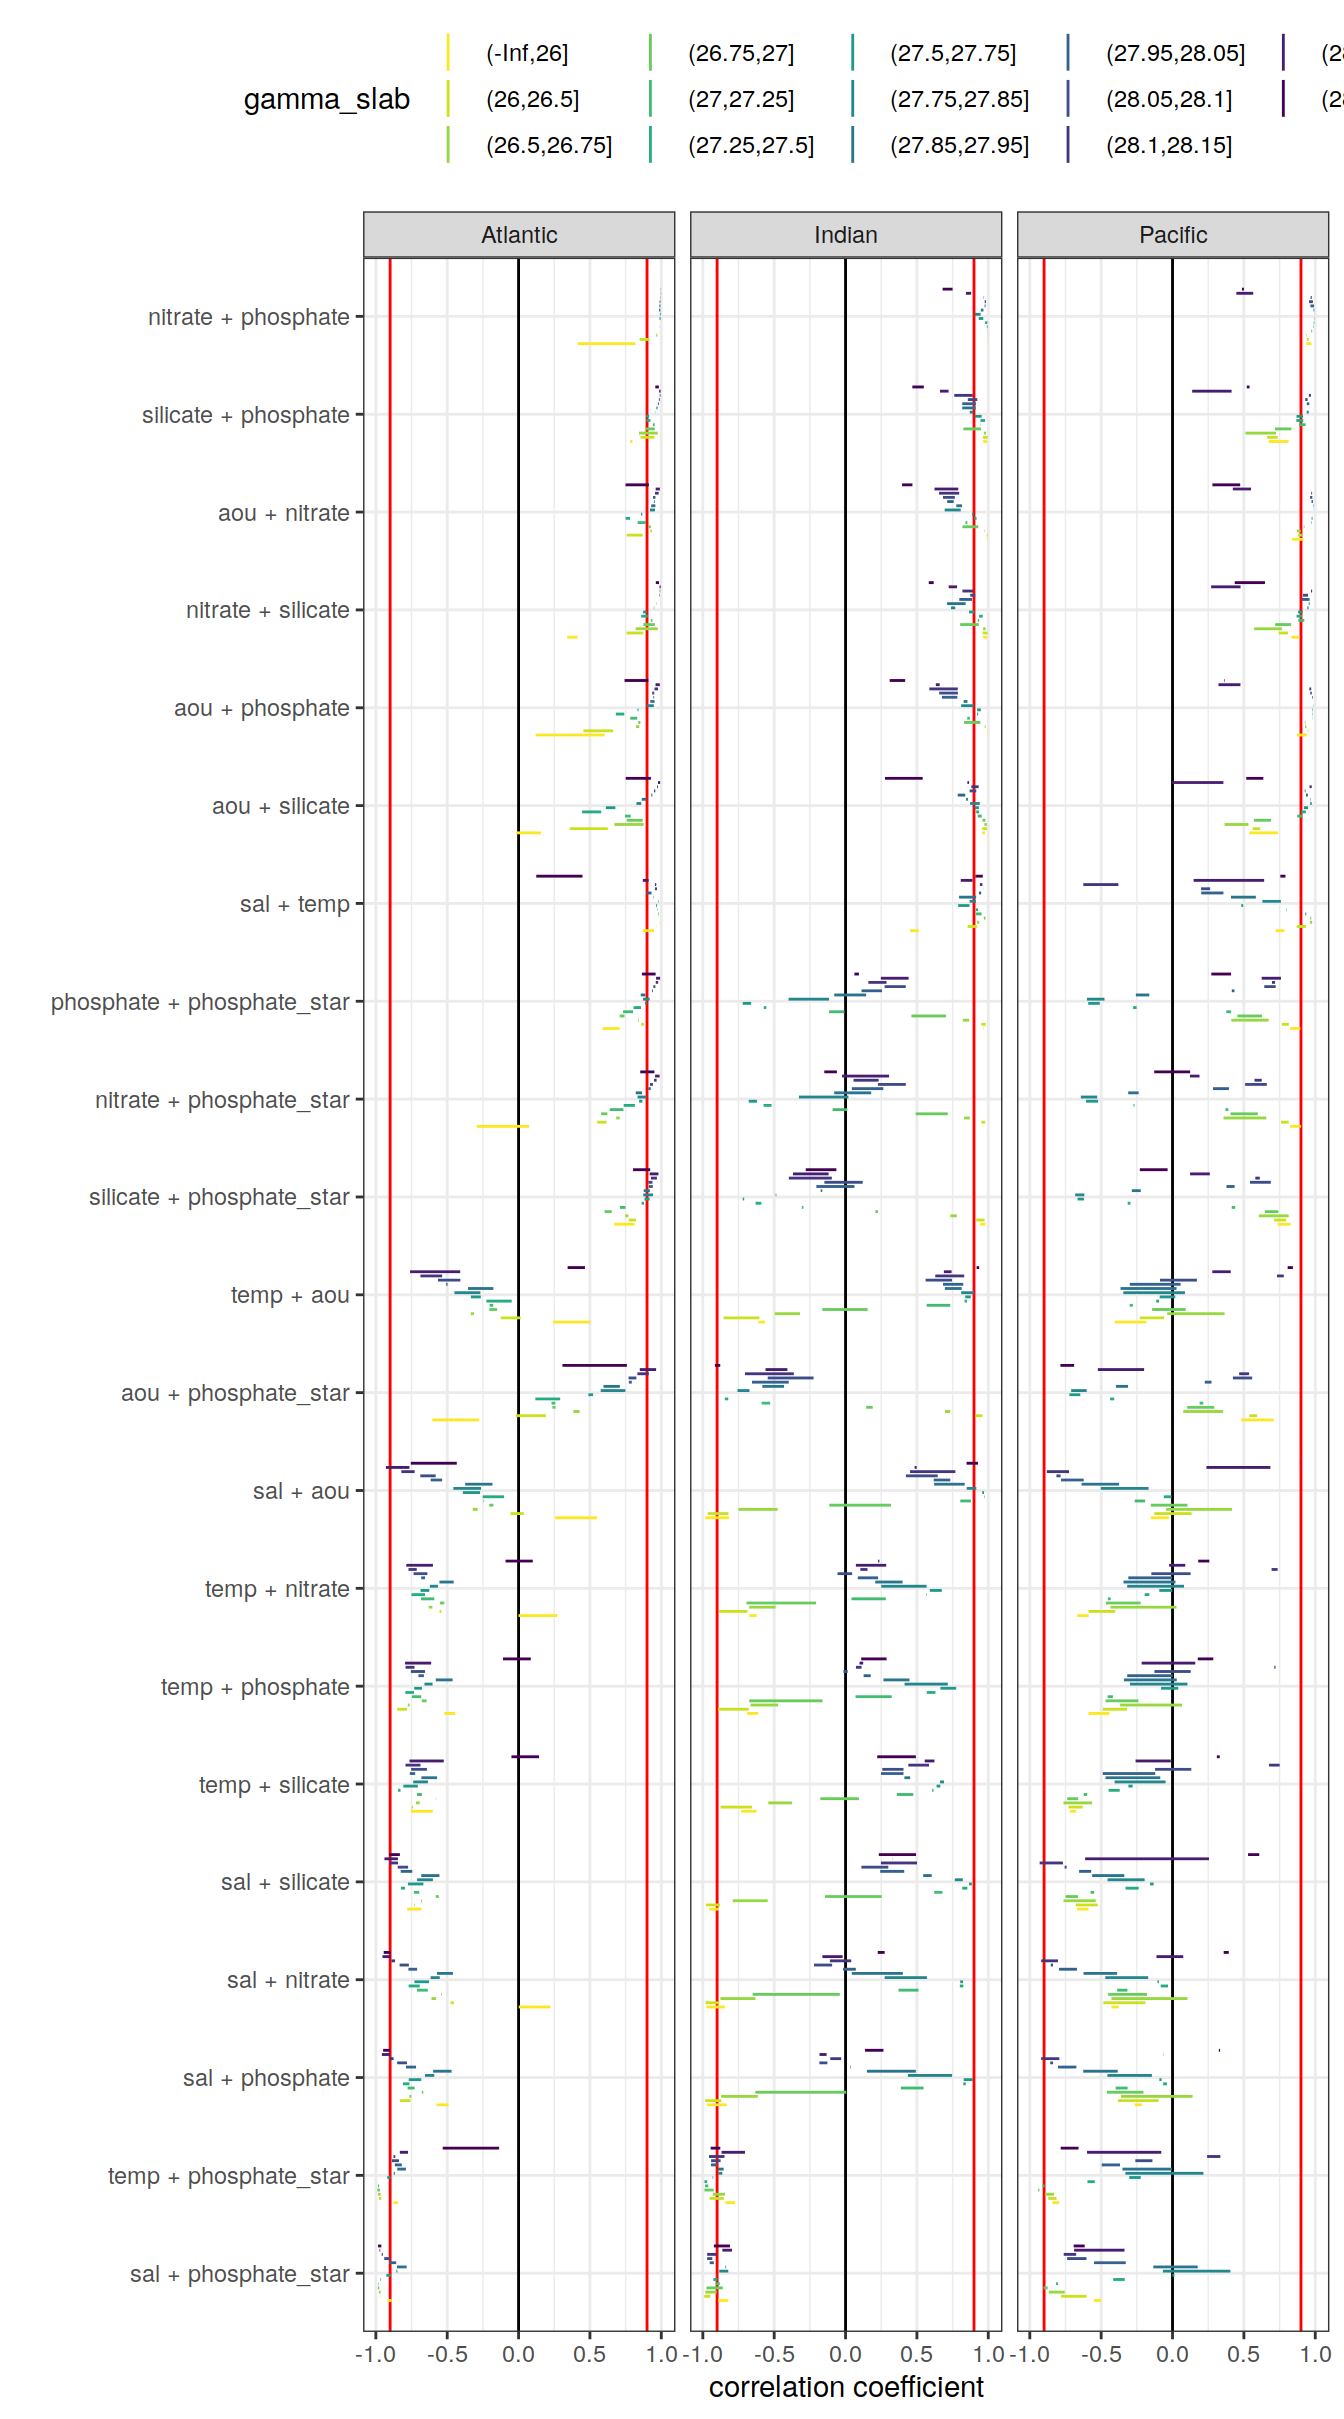 (-Inf,26] (26.75,27] (27.5,27.75] (27.95,28.05]
gamma_slab (26,26.5] (27,27.25] (27.75,27.85] (28.05,28.1]
(26.5,26.75] (27.25,27.5] (27.85,27.95] (28.1,28.15]
Atlantic Indian Pacific
nitrate + phosphate
silicate + phosphate
aou + nitrate
nitrate + silicate
aou + phosphate
aou + silicate
sal + temp
phosphate + phosphate_star
nitrate + phosphate_star
silicate + phosphate_star
temp + aou
aou + phosphate_star
sal + aou
temp + nitrate
temp + phosphate
temp + silicate
sal + silicate
sal + nitrate
sal + phosphate
temp + phosphate_star
sal + phosphate_star
-1.0 -0.5 0.0 0.5 1.0 -1.0 -0.5 0.0 0.5 1.0 -1.0 -0.5 0.0 0.5 1.0
correlation coefficient